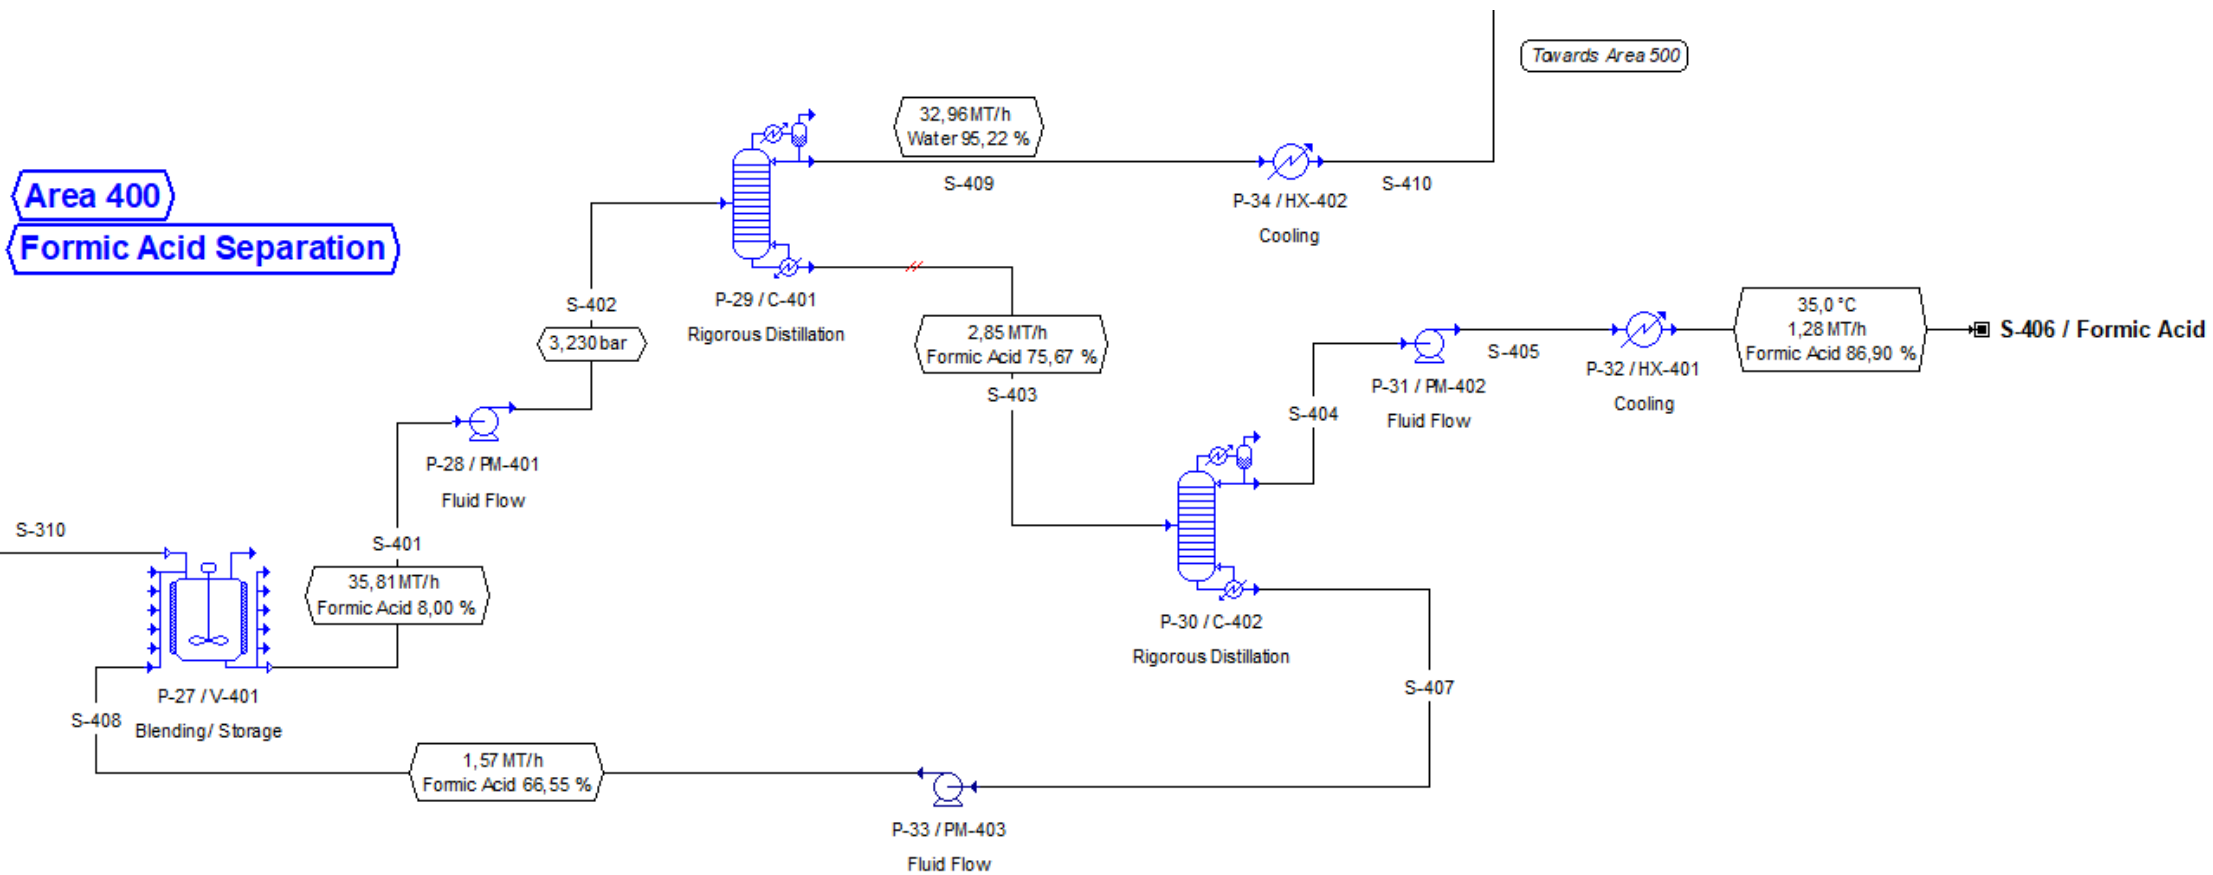 Towards Area 500
32,96 MT/h
Water 95,22 %
S-409
P-34 / HX-402
Cooling
S-410
Area 400
Formic Acid Separation
S-402
3,230 bar
P-29 / C-401
Rigorous Distillation
2,85 MT/h
Formic Acid 75,67 %
S-403
35,0 °C
1,28 MT/h
Formic Acid 86,90 %
S-406 / Formic Acid
S-405
P-32 / HX-401
Cooling
P-31 / PM-402
Fluid Flow
S-404
P-28 / PM-401
Fluid Flow
S-310
S-401
35,81 MT/h
Formic Acid 8,00 %
P-30 / C-402
Rigorous Distillation
S-407
P-27 / V-401
Blending / Storage
S-408
1,57 MT/h
Formic Acid 66,55 %
P-33 / PM-403
Fluid Flow